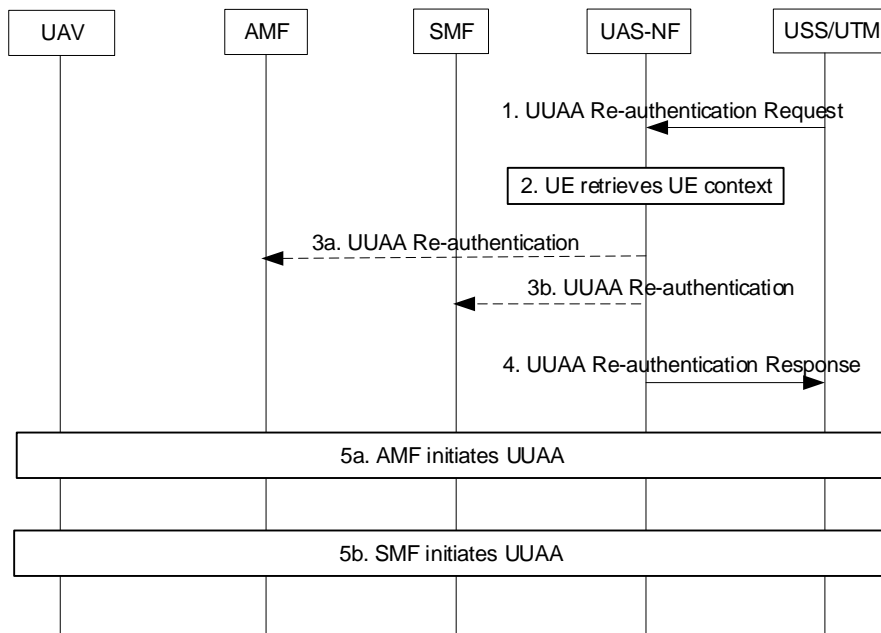 UAV
AMF
SMF
UAS-NF
USS/UTM
1. UUAA Re-authentication Request
2. UE retrieves UE context
3a. UUAA Re-authentication
3b. UUAA Re-authentication
4. UUAA Re-authentication Response
5a. AMF initiates UUAA
5b. SMF initiates UUAA